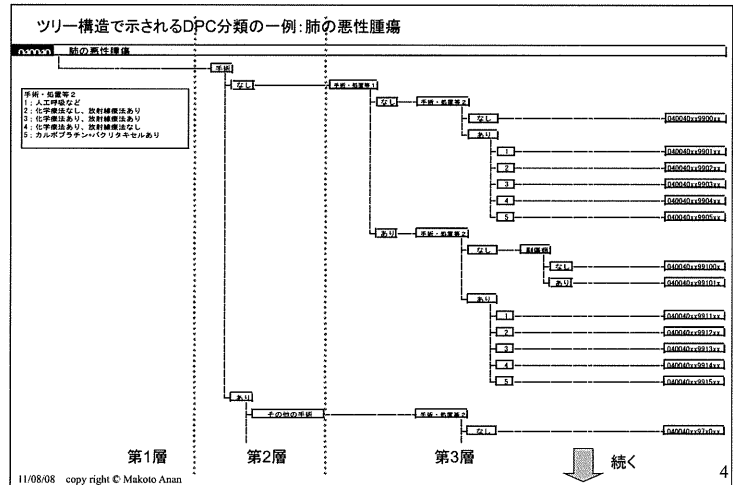 ツリー構造で示されるDPC分類の一例：肺の悪性腫瘍
040040 肺の悪性腫瘍
手術
手術・処置等2
1；人工呼吸など
2；化学療法なし、放射線療法あり
3；化学療法あり、放射線療法あり
4；化学療法あり、放射線療法なし
5；カルボプラチン+パクリタキセルあり
なし 手術・処置等1
なし 手術・処置等2
なし 040040xx9900xx
あり
1 040040xx9901xx
2 040040xx9902xx
3 040040xx9903xx
4 040040xx9904xx
5 040040xx9905xx
あり 手術・処置等2
なし 副傷病
なし 040040xx99100x
あり 040040xx99101x
あり
1 040040xx9911xx
2 040040xx9912xx
3 040040xx9913xx
4 040040xx9914xx
5 040040xx9915xx
あり
その他の手術 手術・処置等2
なし 040040xx97x0xx
第1層 第2層 第3層 続く
11/08/08 copy right © Makoto Anan 4